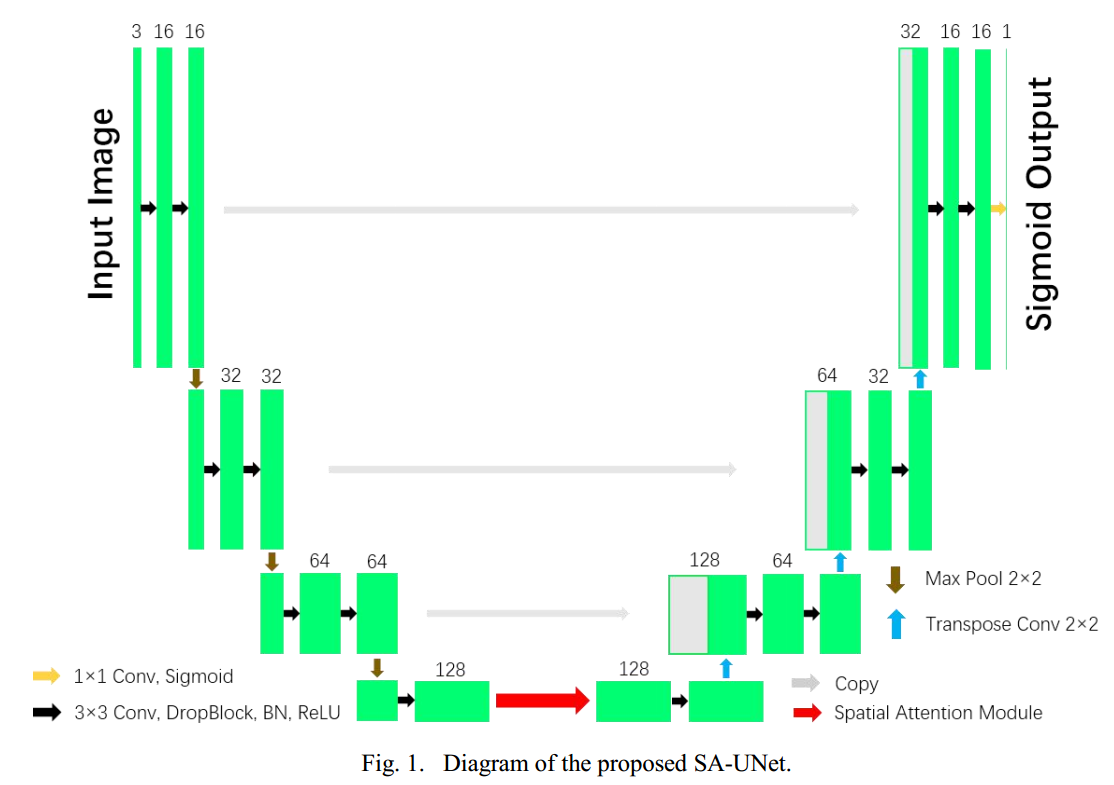 3 16 16
32 16 16 1
Input Image
Sigmoid Output
32 32
64 32
64 64
128 64
128
128
Max Pool 2×2
Transpose Conv 2×2
1×1 Conv, Sigmoid
3×3 Conv, DropBlock, BN, ReLU
Copy
Spatial Attention Module
Fig. 1. Diagram of the proposed SA-UNet.